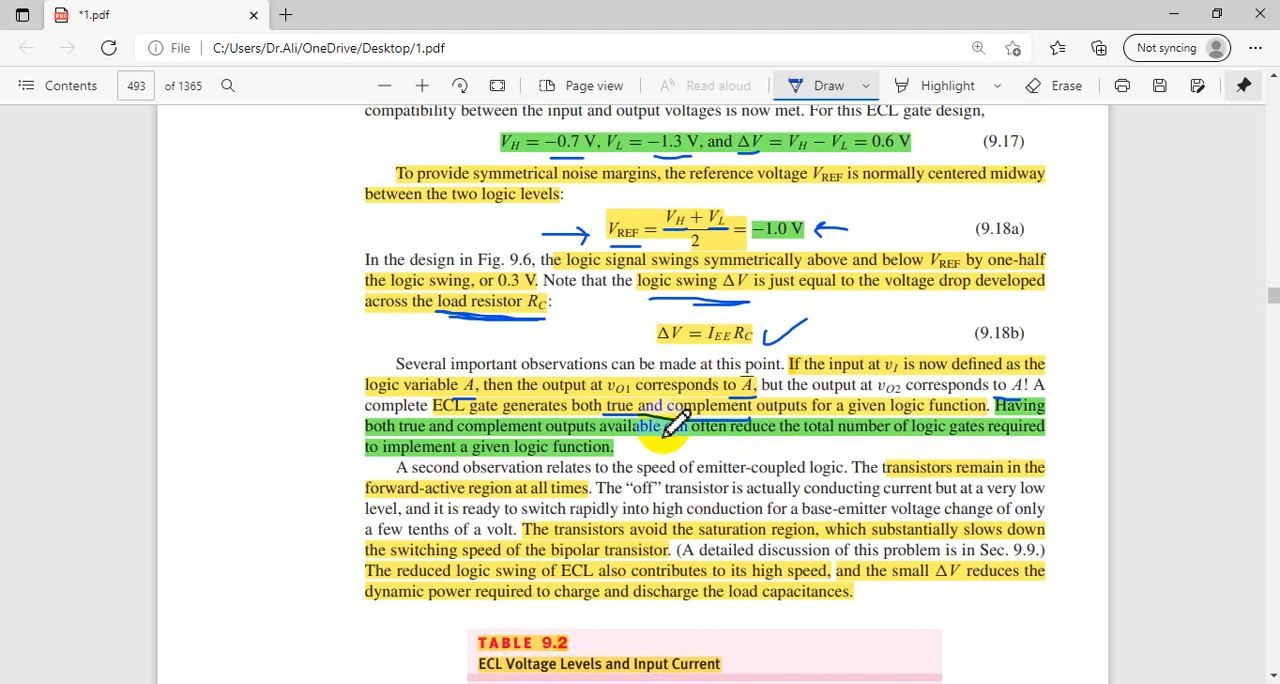 *1.pdf
File C:/Users/Dr.Ali/OneDrive/Desktop/1.pdf Not syncing
Contents 493 of 1365 Page view Read aloud Draw Highlight Erase
compatibility between the input and output voltages is now met. For this ECL gate design,
V_H = −0.7 V, V_L = −1.3 V, and ΔV = V_H − V_L = 0.6 V (9.17)
To provide symmetrical noise margins, the reference voltage V_REF is normally centered midway
between the two logic levels:
V_REF = (V_H + V_L)/2 = −1.0 V (9.18a)
In the design in Fig. 9.6, the logic signal swings symmetrically above and below V_REF by one-half
the logic swing, or 0.3 V. Note that the logic swing ΔV is just equal to the voltage drop developed
across the load resistor R_C:
ΔV = I_EE R_C (9.18b)
Several important observations can be made at this point. If the input at v_I is now defined as the
logic variable A, then the output at v_O1 corresponds to A̅, but the output at v_O2 corresponds to A! A
complete ECL gate generates both true and complement outputs for a given logic function. Having
both true and complement outputs available can often reduce the total number of logic gates required
to implement a given logic function.
A second observation relates to the speed of emitter-coupled logic. The transistors remain in the
forward-active region at all times. The “off” transistor is actually conducting current but at a very low
level, and it is ready to switch rapidly into high conduction for a base-emitter voltage change of only
a few tenths of a volt. The transistors avoid the saturation region, which substantially slows down
the switching speed of the bipolar transistor. (A detailed discussion of this problem is in Sec. 9.9.)
The reduced logic swing of ECL also contributes to its high speed, and the small ΔV reduces the
dynamic power required to charge and discharge the load capacitances.
TABLE 9.2
ECL Voltage Levels and Input Current